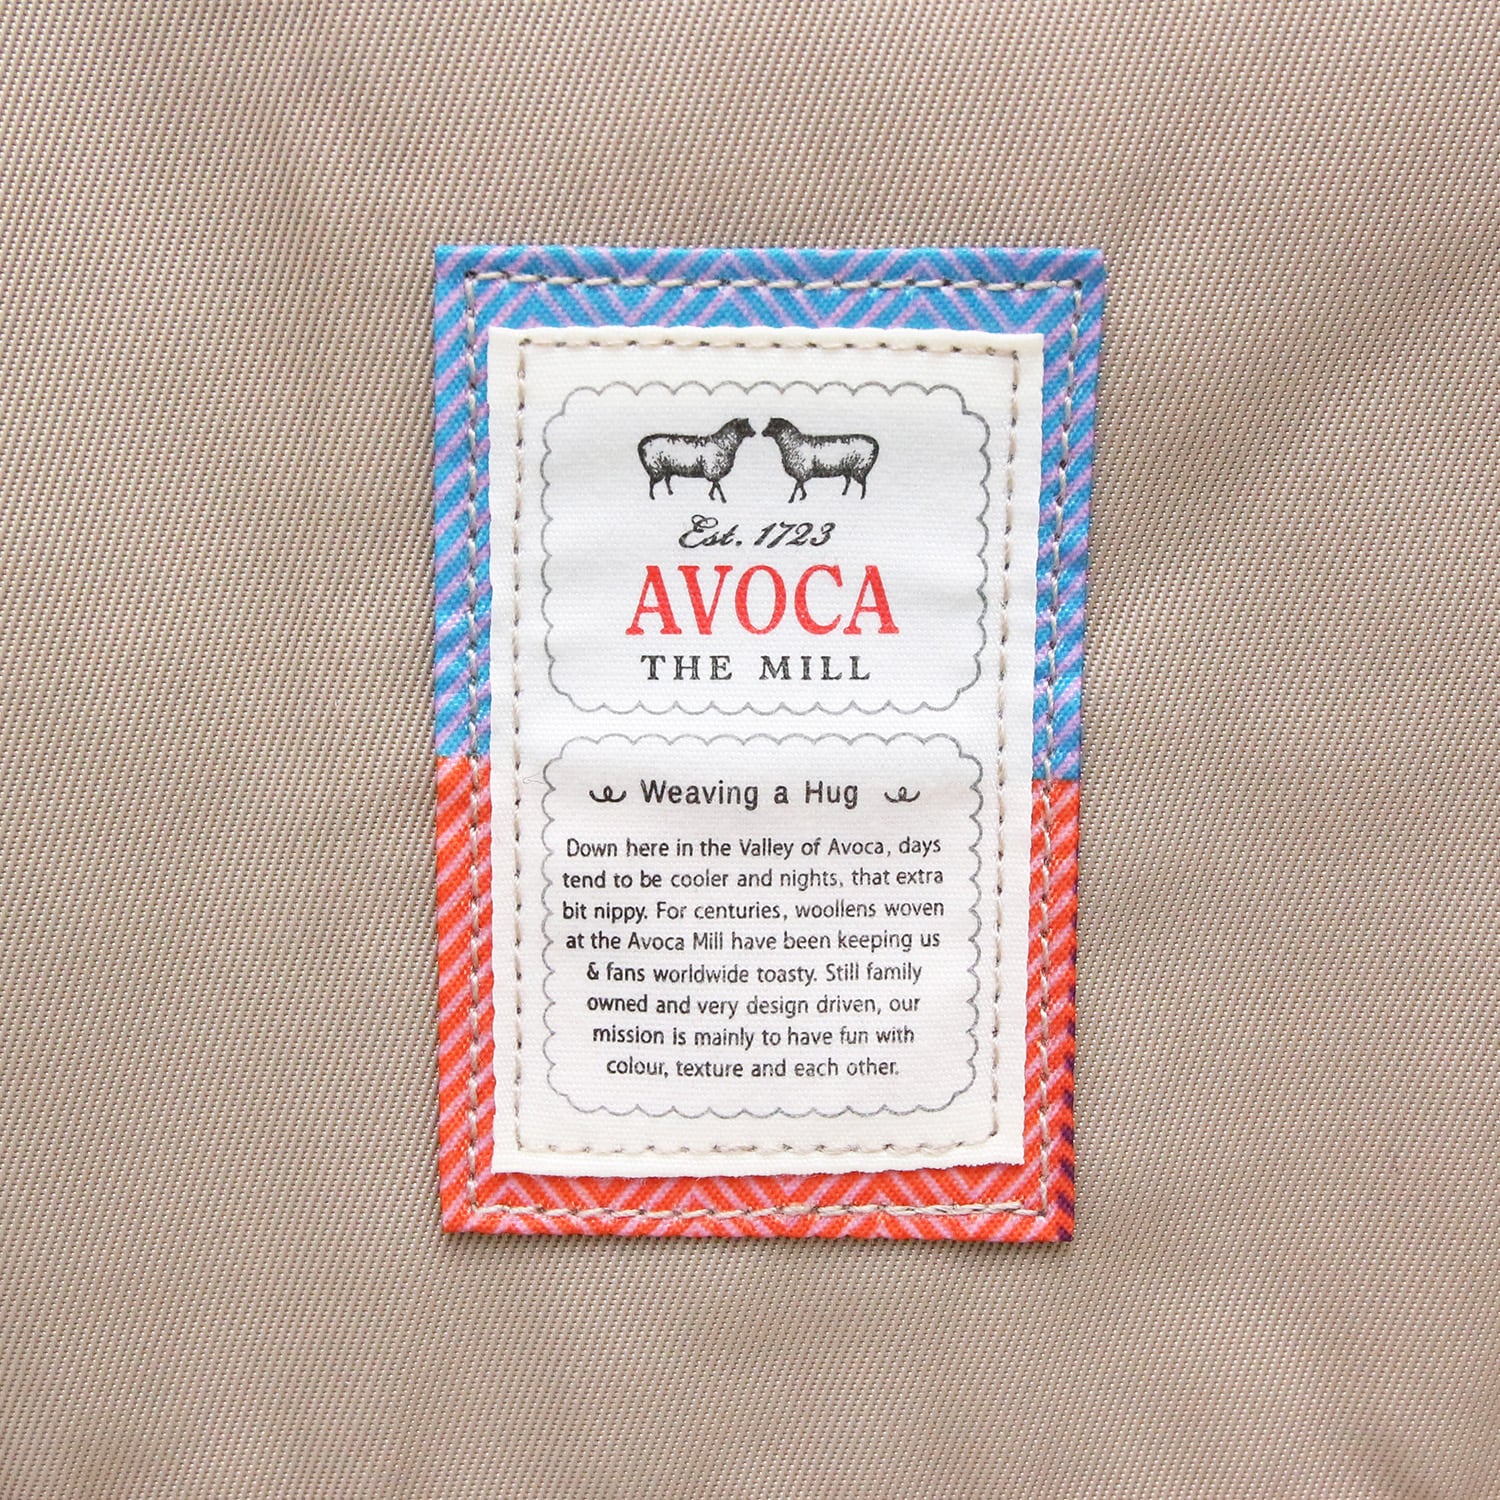 Est. 1723
AVOCA
THE MILL
Weaving a Hug
Down here in the Valley of Avoca, days
tend to be cooler and nights, that extra
bit nippy. For centuries, woollens woven
at the Avoca Mill have been keeping us
& fans worldwide toasty. Still family
owned and very design driven, our
mission is mainly to have fun with
colour, texture and each other.